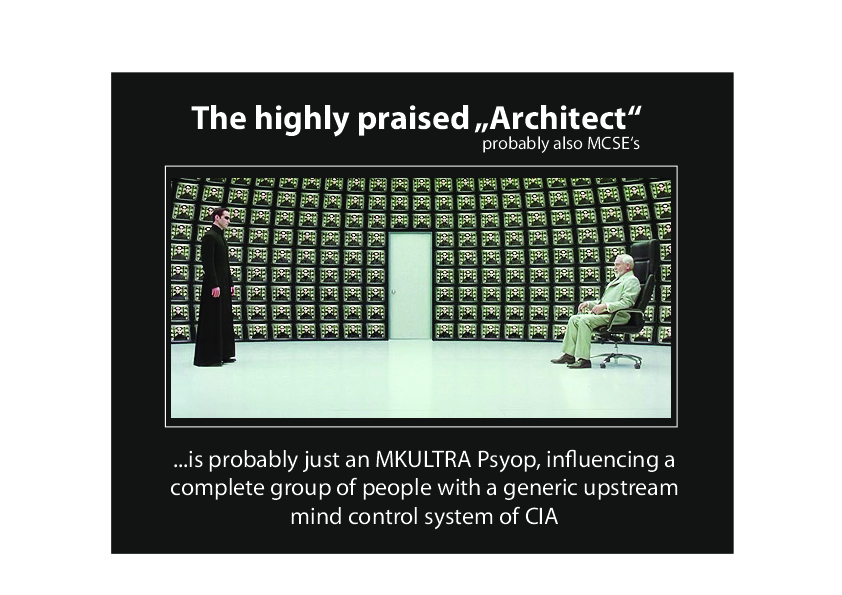 The highly praised „Architect“
probably also MCSE's
...is probably just an MKULTRA Psyop, influencing a
complete group of people with a generic upstream
mind control system of CIA